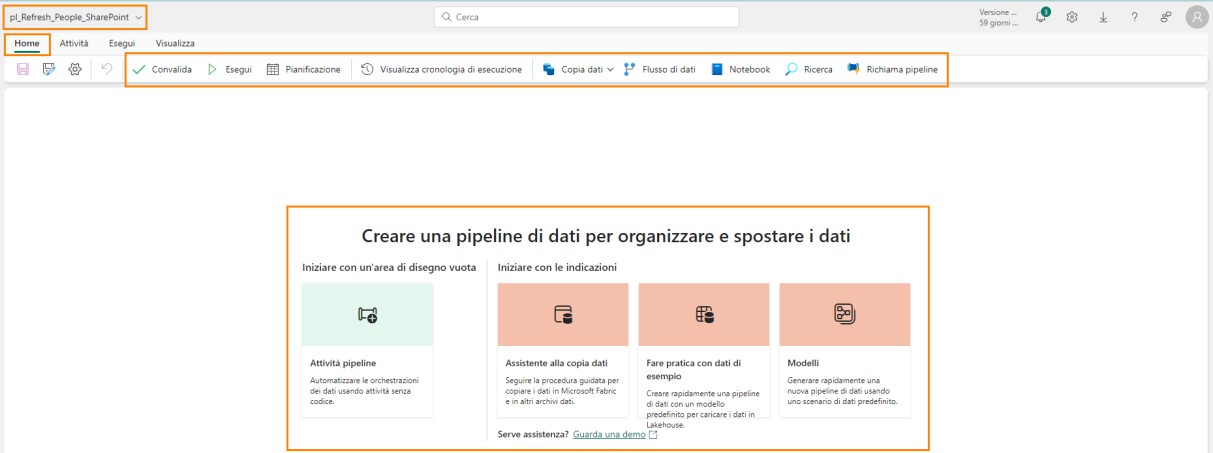 pl_Refresh_People_SharePoint
Cerca
Versione ...
59 giorni ...
3
Home Attività Esegui Visualizza
Convalida Esegui Pianificazione Visualizza cronologia di esecuzione Copia dati Flusso di dati Notebook Ricerca Richiama pipeline
Creare una pipeline di dati per organizzare e spostare i dati
Iniziare con un'area di disegno vuota
Attività pipeline
Automatizzare le orchestrazioni
dei dati usando attività senza
codice.
Iniziare con le indicazioni
Assistente alla copia dati
Seguire la procedura guidata per
copiare i dati in Microsoft Fabric
e in altri archivi dati.
Fare pratica con dati di
esempio
Creare rapidamente una pipeline
di dati con un modello
predefinito per caricare i dati in
Lakehouse.
Modelli
Generare rapidamente una
nuova pipeline di dati usando
uno scenario di dati predefinito.
Serve assistenza? Guarda una demo